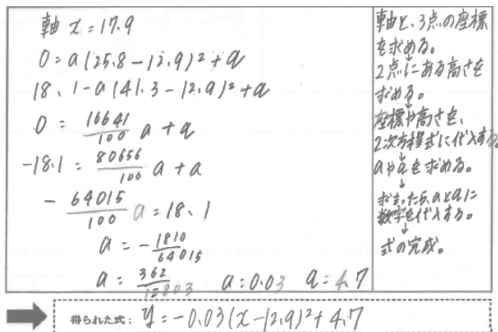 軸 x=17.9
0=a(25.8-12.9)²+q
18.1-a(41.3-12.9)²+q
0=16641/100 a+q
-18.1=80656/100 a+a
-64015/100 a=18.1
a=-1810/64015
a=362/12803 a=0.03 q=4.7
軸と、3点の座標
を求める。
↓
2点にある高さを
求める。
↓
座標や高さを、
2次方程式に代入する
↓
aやqを求める。
↓
求まったら、aとqに
数字を代入する。
↓
式の完成。
得られた式: y=-0.03(x-12.9)²+4.7